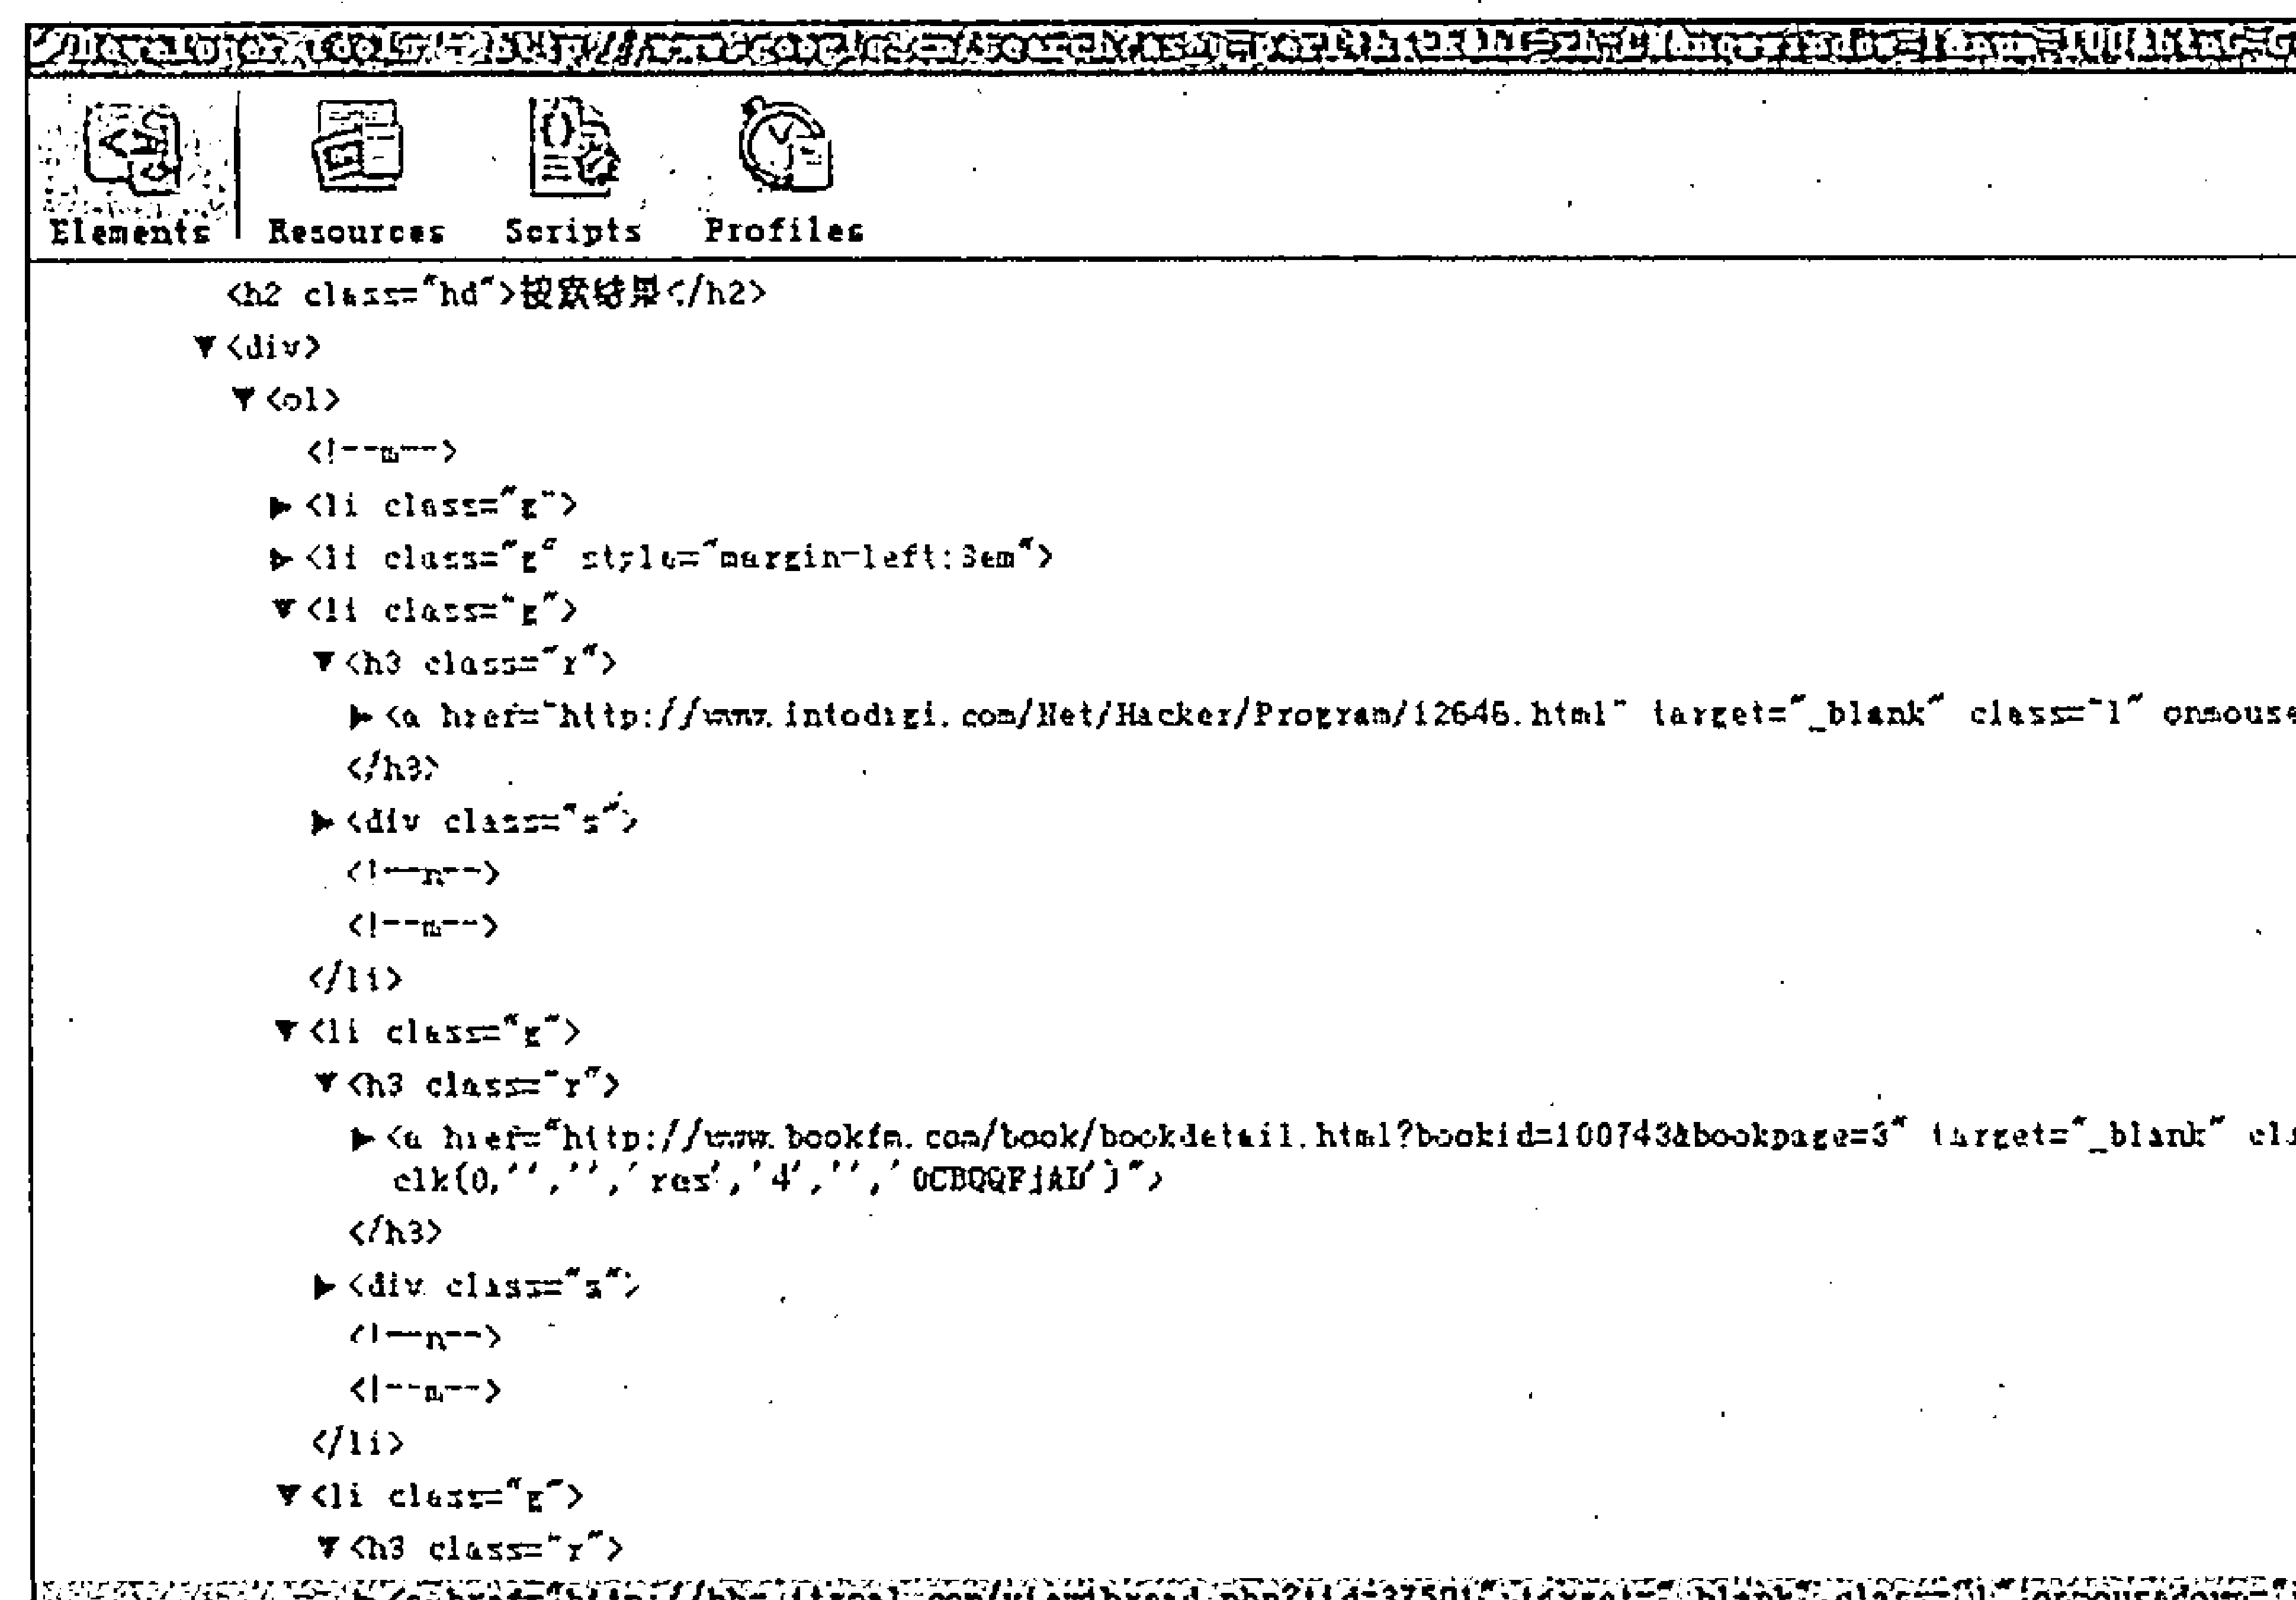 Elements Resources Scripts Profiles
<h2 class="hd">搜索结果</h2>
▼<div>
▼<ol>
<!--m-->
▶<li class="g">
▶<li class="g" style="margin-left:3em">
▼<li class="g">
▼<h3 class="r">
▶<a href="http://www.intodigi.com/Net/Hacker/Program/12646.html" target="_blank" class="l" onmouse
</h3>
▶<div class="s">
<!--n-->
<!--m-->
</li>
▼<li class="g">
▼<h3 class="r">
▶<a href="http://www.bookfm.com/book/bookdetail.html?bookid=100743&bookpage=3" target="_blank" cl
clk(0,'','','res','4','','0CBQQFjAD')">
</h3>
▶<div class="s">
<!--n-->
<!--m-->
</li>
▼<li class="g">
▼<h3 class="r">